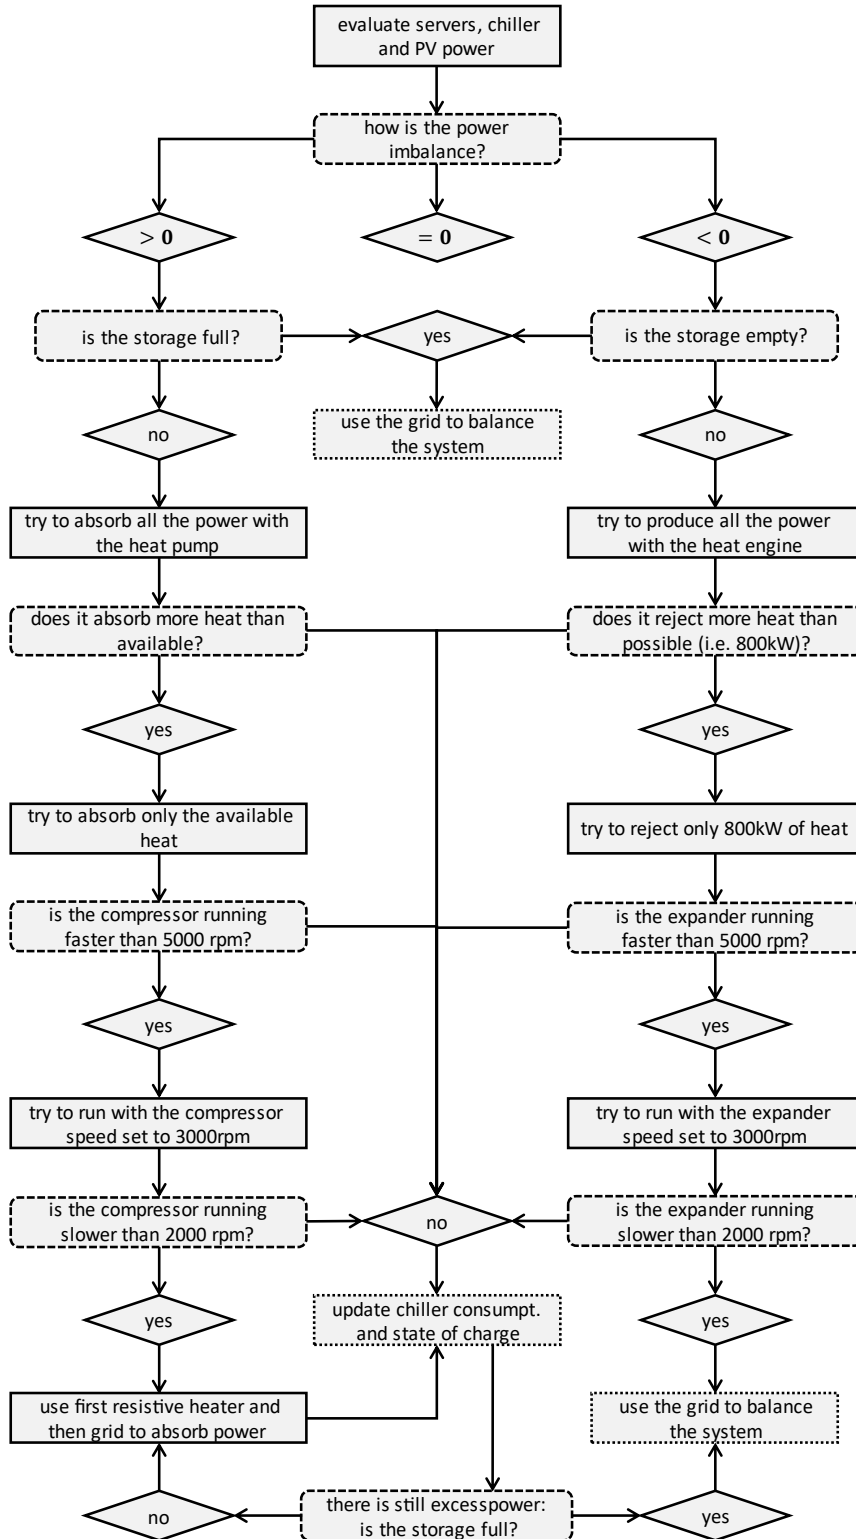 evaluate servers, chiller
and PV power
how is the power
imbalance?
> 0
= 0
< 0
is the storage full?
yes
is the storage empty?
no
use the grid to balance
the system
no
try to absorb all the power with
the heat pump
try to produce all the power
with the heat engine
does it absorb more heat than
available?
does it reject more heat than
possible (i.e. 800kW)?
yes
yes
try to absorb only the available
heat
try to reject only 800kW of heat
is the compressor running
faster than 5000 rpm?
is the expander running
faster than 5000 rpm?
yes
yes
try to run with the compressor
speed set to 3000rpm
try to run with the expander
speed set to 3000rpm
is the compressor running
slower than 2000 rpm?
no
is the expander running
slower than 2000 rpm?
yes
update chiller consumpt.
and state of charge
yes
use first resistive heater and
then grid to absorb power
use the grid to balance
the system
no
there is still excesspower:
is the storage full?
yes